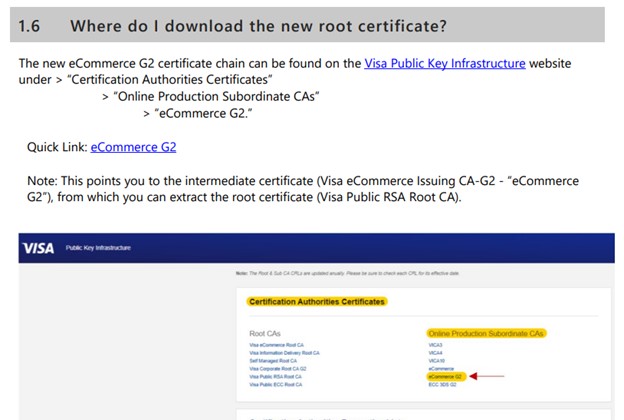 1.6 Where do I download the new root certificate?
The new eCommerce G2 certificate chain can be found on the Visa Public Key Infrastructure website
under > "Certification Authorities Certificates"
> "Online Production Subordinate CAs"
> "eCommerce G2."
Quick Link: eCommerce G2
Note: This points you to the intermediate certificate (Visa eCommerce Issuing CA-G2 - "eCommerce
G2"), from which you can extract the root certificate (Visa Public RSA Root CA).
VISA Public Key Infrastructure
Note: The Root & Sub CA CRLs are updated annually. Please be sure to check each CRL for its effective date
Certification Authorities Certificates
Root CAs
Visa eCommerce Root CA
Visa Information Delivery Root CA
Self Managed Root CA
Visa Corporate Root CA G2
Visa Public RSA Root CA
Visa Public ECC Root CA
Online Production Subordinate CAs
VICA3
VICA4
eCommerce
eCommerce G2
ECC 3DS G2